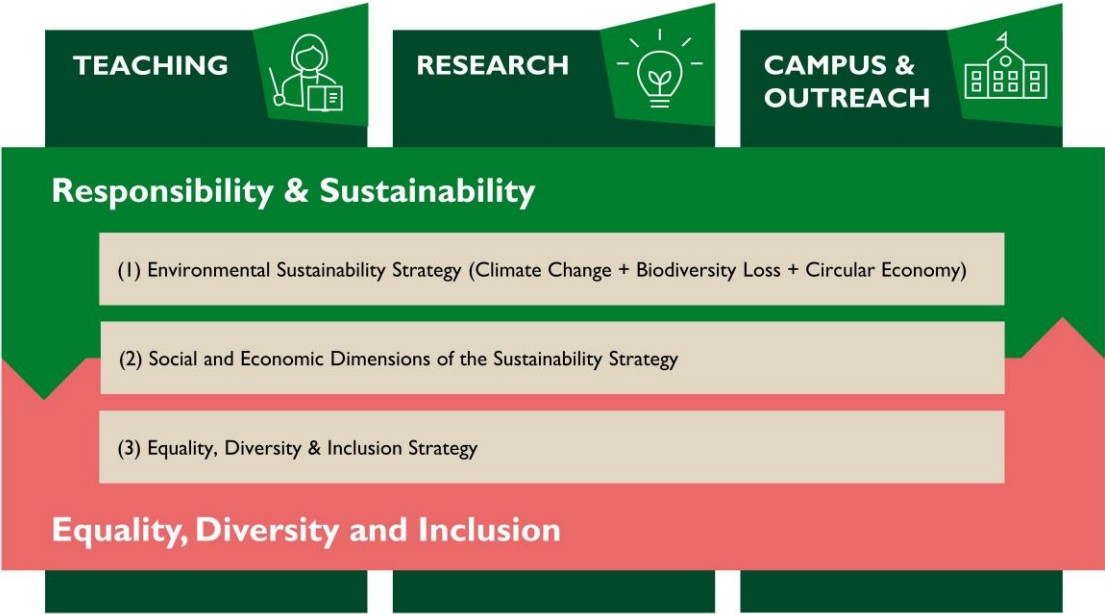 TEACHING
RESEARCH
CAMPUS &
OUTREACH
Responsibility & Sustainability
(1) Environmental Sustainability Strategy (Climate Change + Biodiversity Loss + Circular Economy)
(2) Social and Economic Dimensions of the Sustainability Strategy
(3) Equality, Diversity & Inclusion Strategy
Equality, Diversity and Inclusion